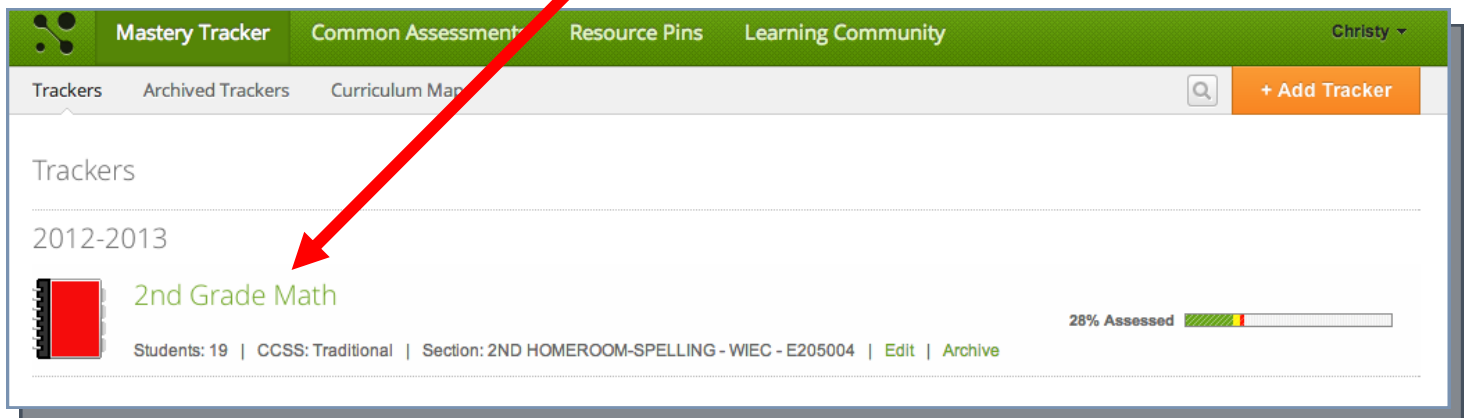 Mastery Tracker Common Assessments Resource Pins Learning Community Christy
Trackers Archived Trackers Curriculum Map + Add Tracker
Trackers
2012-2013
2nd Grade Math
28% Assessed
Students: 19 | CCSS: Traditional | Section: 2ND HOMEROOM-SPELLING - WIEC - E205004 | Edit | Archive